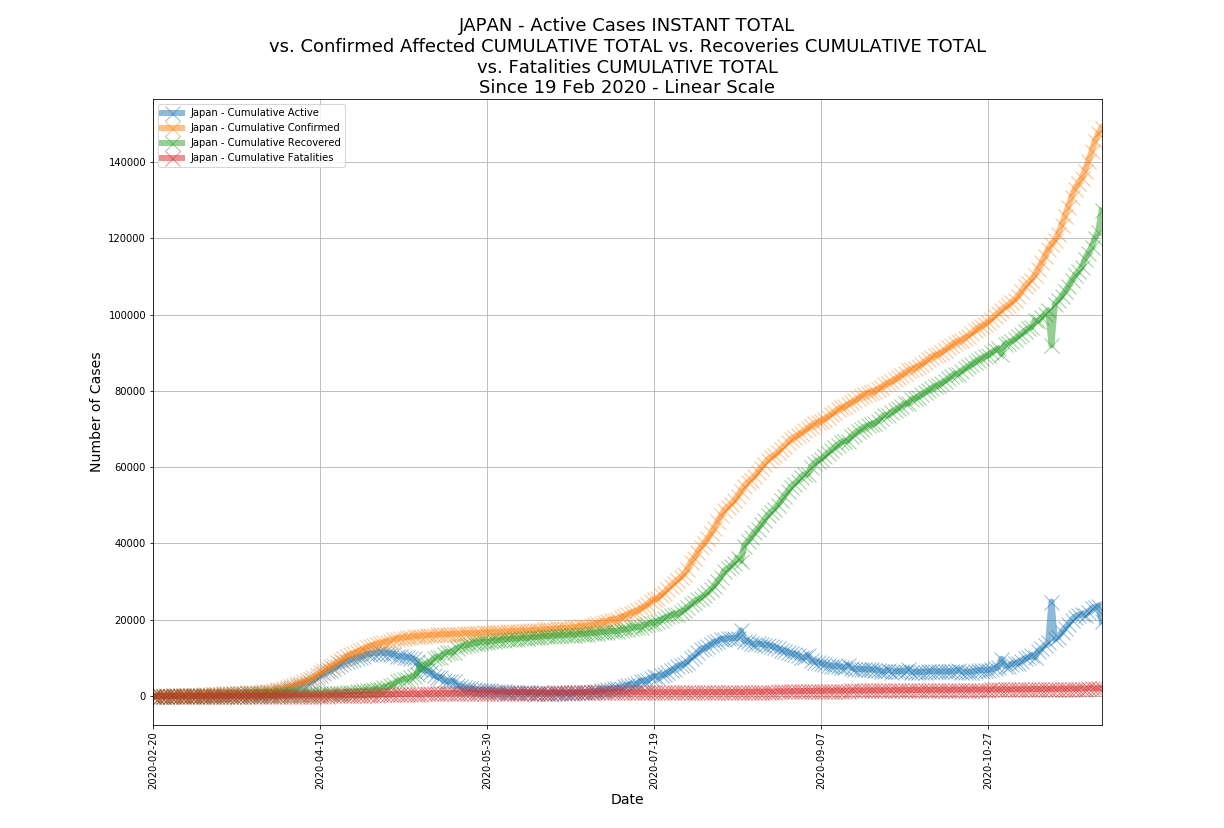 JAPAN - Active Cases INSTANT TOTAL
vs. Confirmed Affected CUMULATIVE TOTAL vs. Recoveries CUMULATIVE TOTAL
vs. Fatalities CUMULATIVE TOTAL
Since 19 Feb 2020 - Linear Scale
Japan - Cumulative Active
Japan - Cumulative Confirmed
Japan - Cumulative Recovered
Japan - Cumulative Fatalities
Number of Cases
140000
120000
100000
80000
60000
40000
20000
0
2020-02-20
2020-04-10
2020-05-30
2020-07-19
2020-09-07
2020-10-27
Date